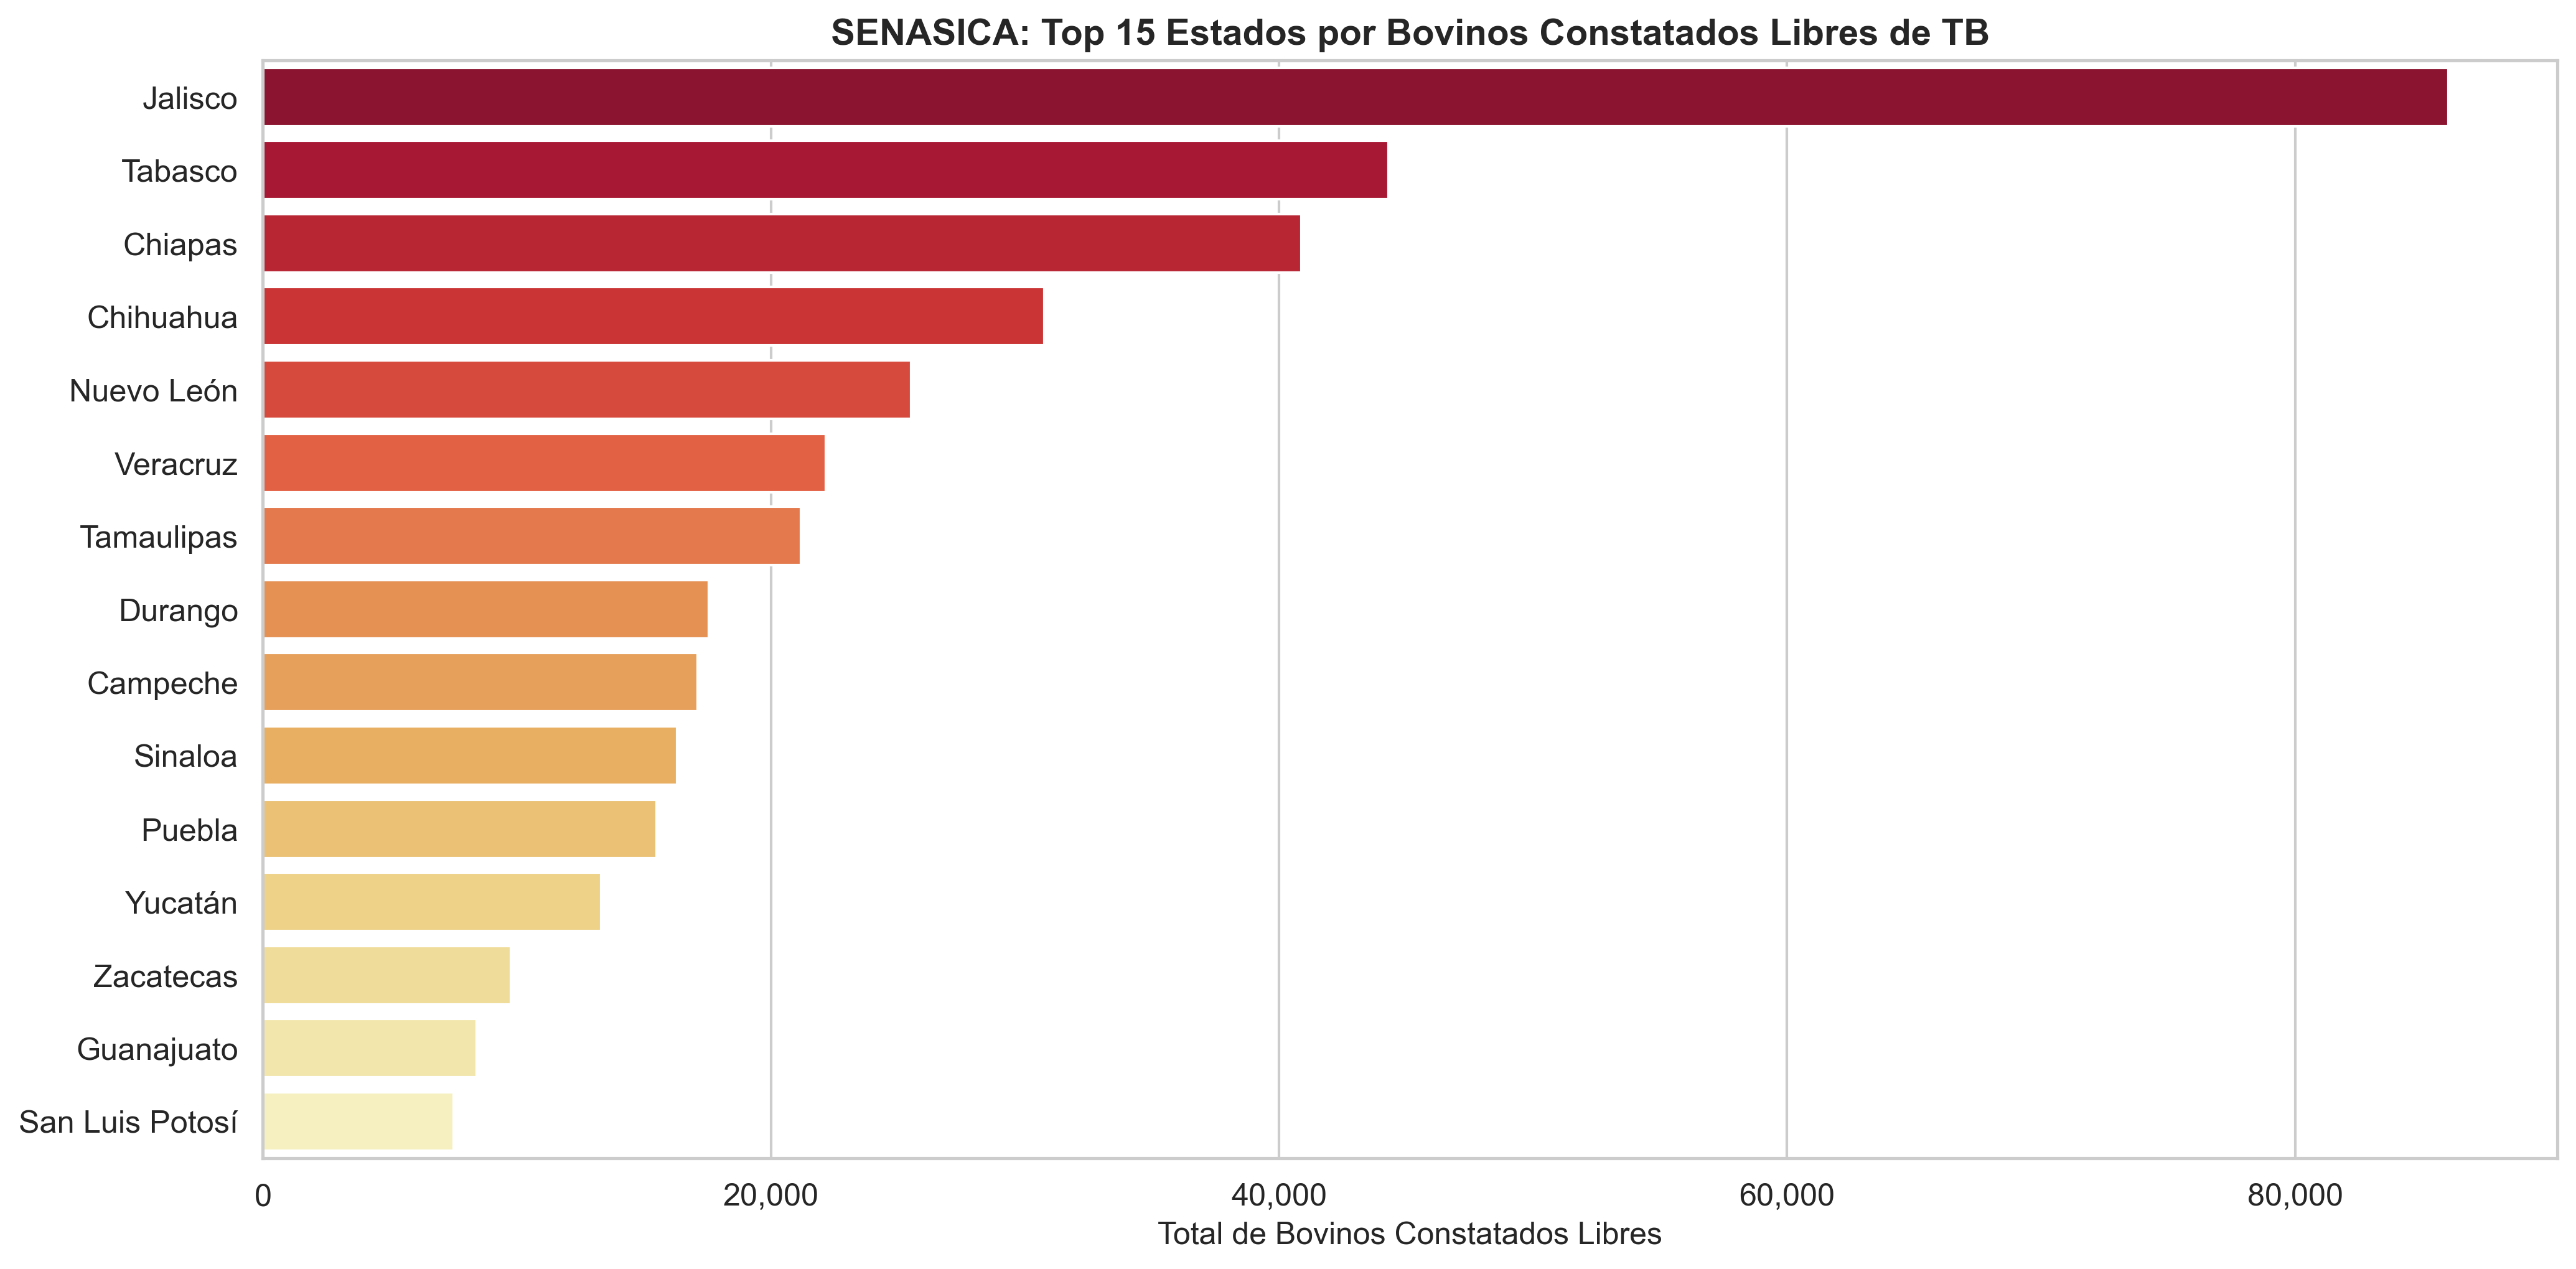 SENASICA: Top 15 Estados por Bovinos Constatados Libres de TB
Jalisco
Tabasco
Chiapas
Chihuahua
Nuevo León
Veracruz
Tamaulipas
Durango
Campeche
Sinaloa
Puebla
Yucatán
Zacatecas
Guanajuato
San Luis Potosí
0 20,000 40,000 60,000 80,000
Total de Bovinos Constatados Libres